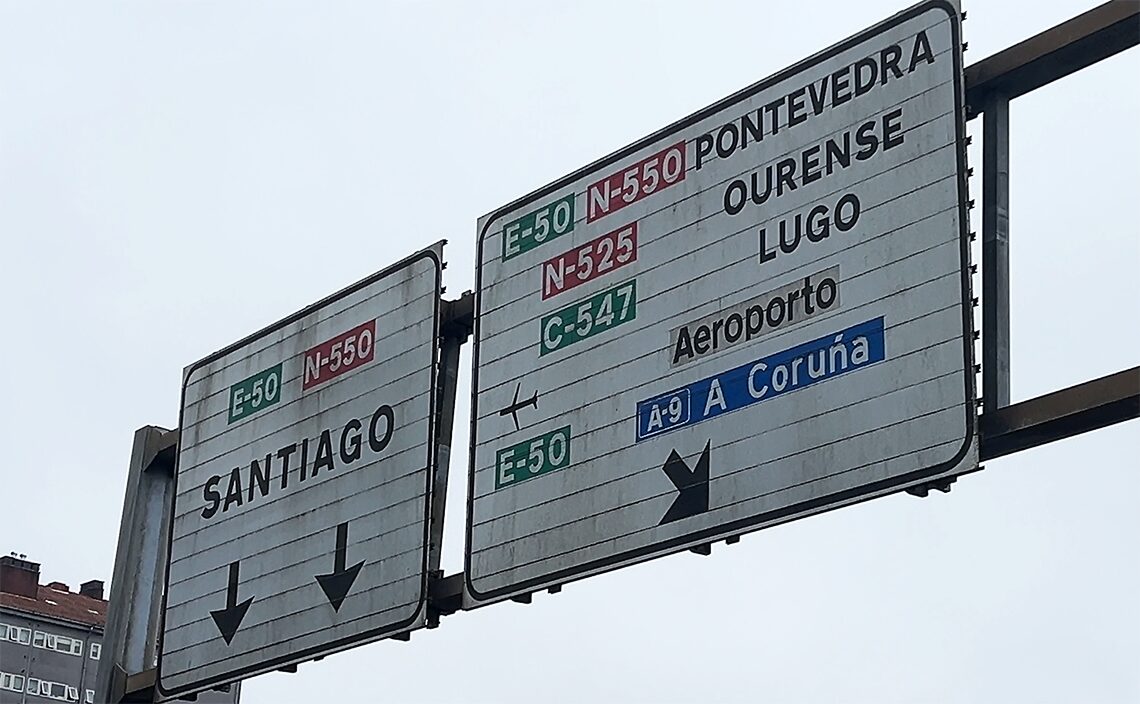 E-50 N-550
SANTIAGO
E-50 N-550 PONTEVEDRA
N-525 OURENSE
C-547 LUGO
Aeroporto
E-50 A-9 A Coruña